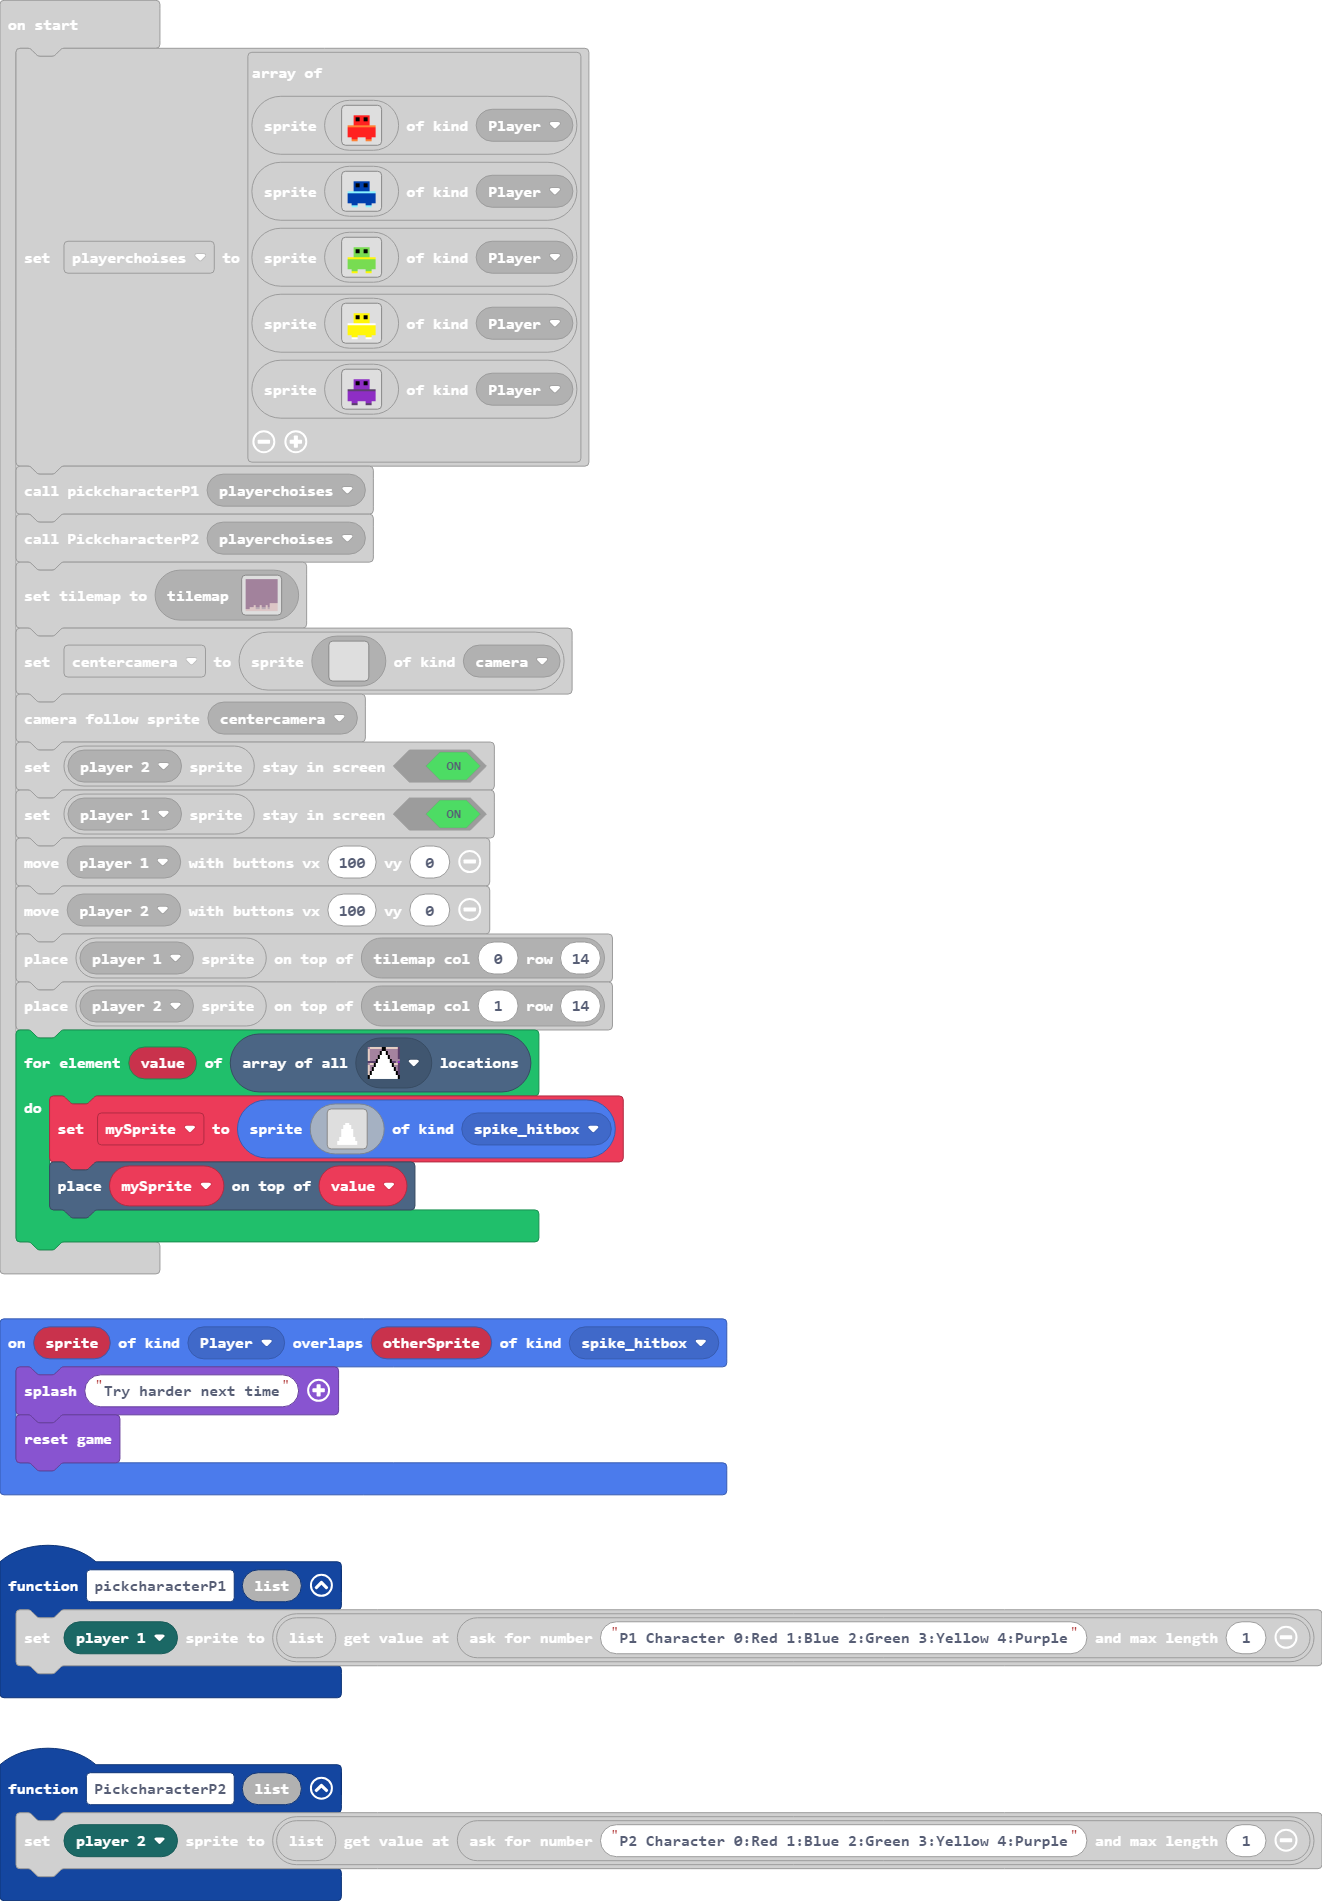 on start
array of
sprite of kind Player
sprite of kind Player
set playerchoises to sprite of kind Player
sprite of kind Player
sprite of kind Player
call pickcharacterP1 playerchoises
call PickcharacterP2 playerchoises
set tilemap to tilemap
set centercamera to sprite of kind camera
camera follow sprite centercamera
set player 2 sprite stay in screen ON
set player 1 sprite stay in screen ON
move player 1 with buttons vx 100 vy 0
move player 2 with buttons vx 100 vy 0
place player 1 sprite on top of tilemap col 0 row 14
place player 2 sprite on top of tilemap col 1 row 14
for element value of array of all locations
do
set mySprite to sprite of kind spike_hitbox
place mySprite on top of value
on sprite of kind Player overlaps otherSprite of kind spike_hitbox
splash "Try harder next time"
reset game
function pickcharacterP1 list
set player 1 sprite to list get value at ask for number "P1 Character 0:Red 1:Blue 2:Green 3:Yellow 4:Purple" and max length 1
function PickcharacterP2 list
set player 2 sprite to list get value at ask for number "P2 Character 0:Red 1:Blue 2:Green 3:Yellow 4:Purple" and max length 1